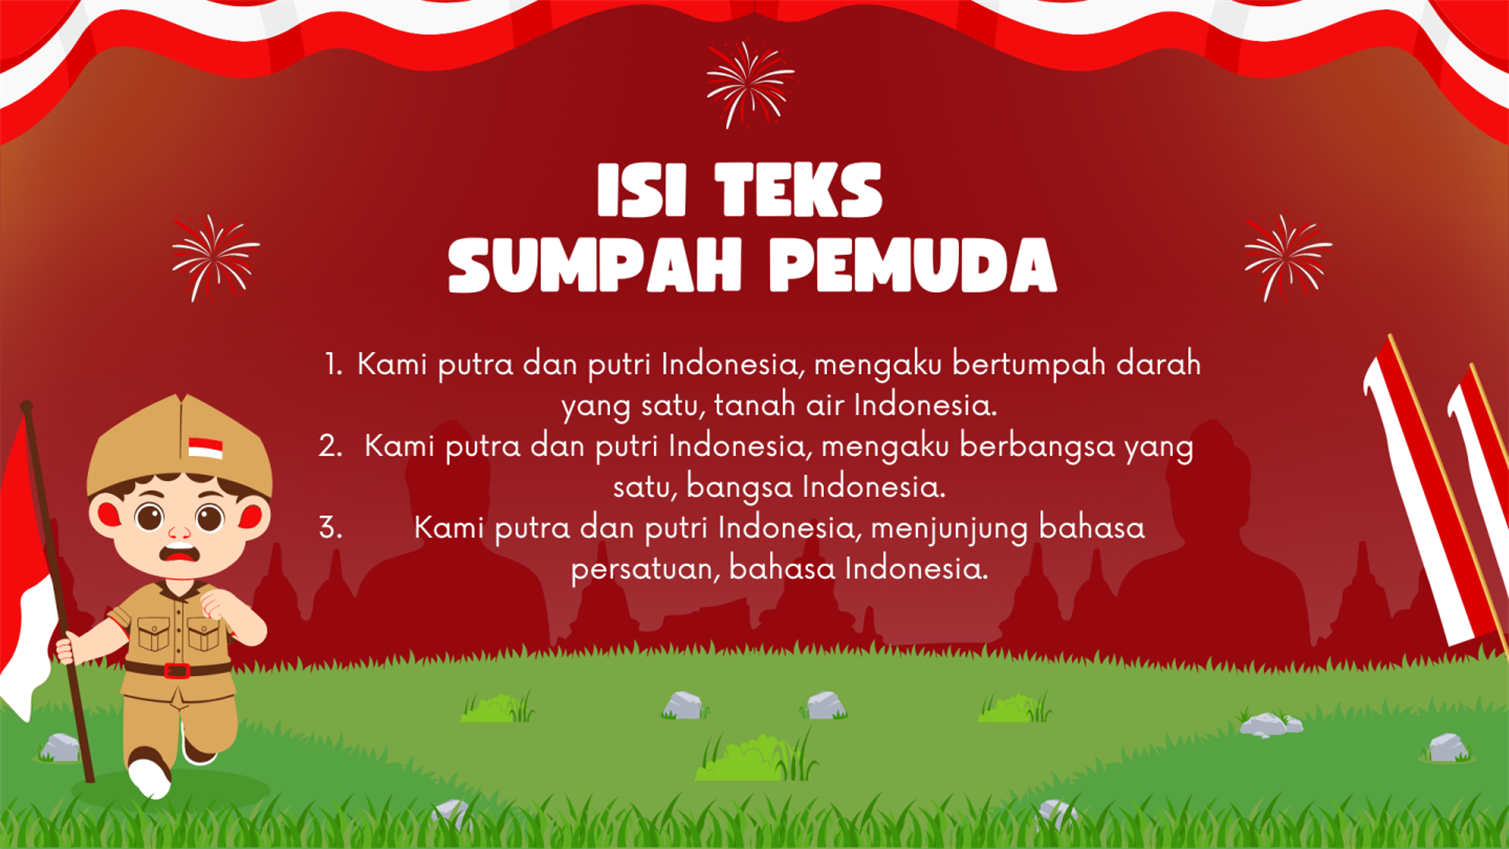 ISI TEKS
SUMPAH PEMUDA
1. Kami putra dan putri Indonesia, mengaku bertumpah darah
yang satu, tanah air Indonesia.
2. Kami putra dan putri Indonesia, mengaku berbangsa yang
satu, bangsa Indonesia.
3. Kami putra dan putri Indonesia, menjunjung bahasa
persatuan, bahasa Indonesia.